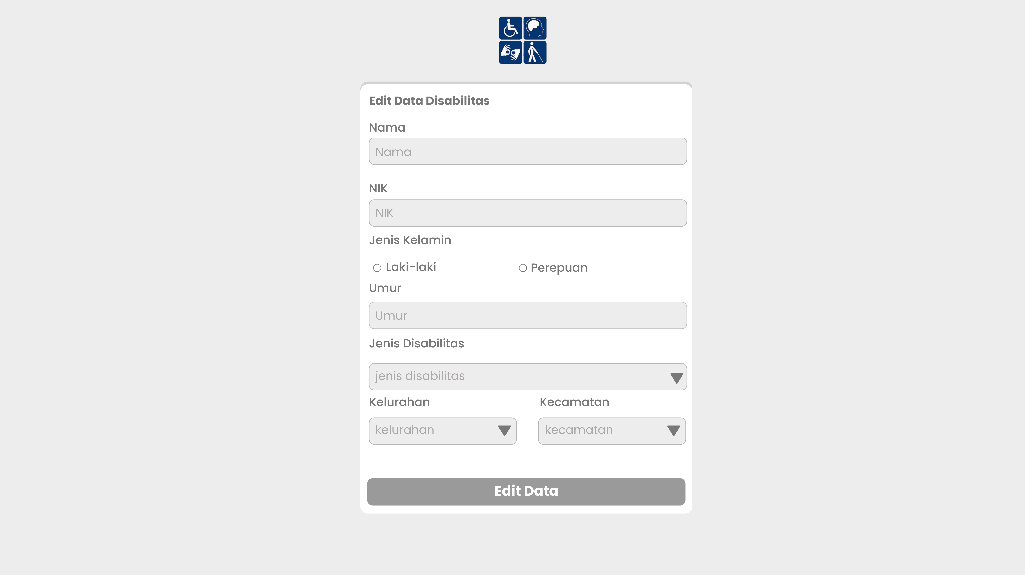 Edit Data Disabilitas
Nama
Nama
NIK
NIK
Jenis Kelamin
Laki-laki Perepuan
Umur
Umur
Jenis Disabilitas
jenis disabilitas
Kelurahan Kecamatan
kelurahan kecamatan
Edit Data